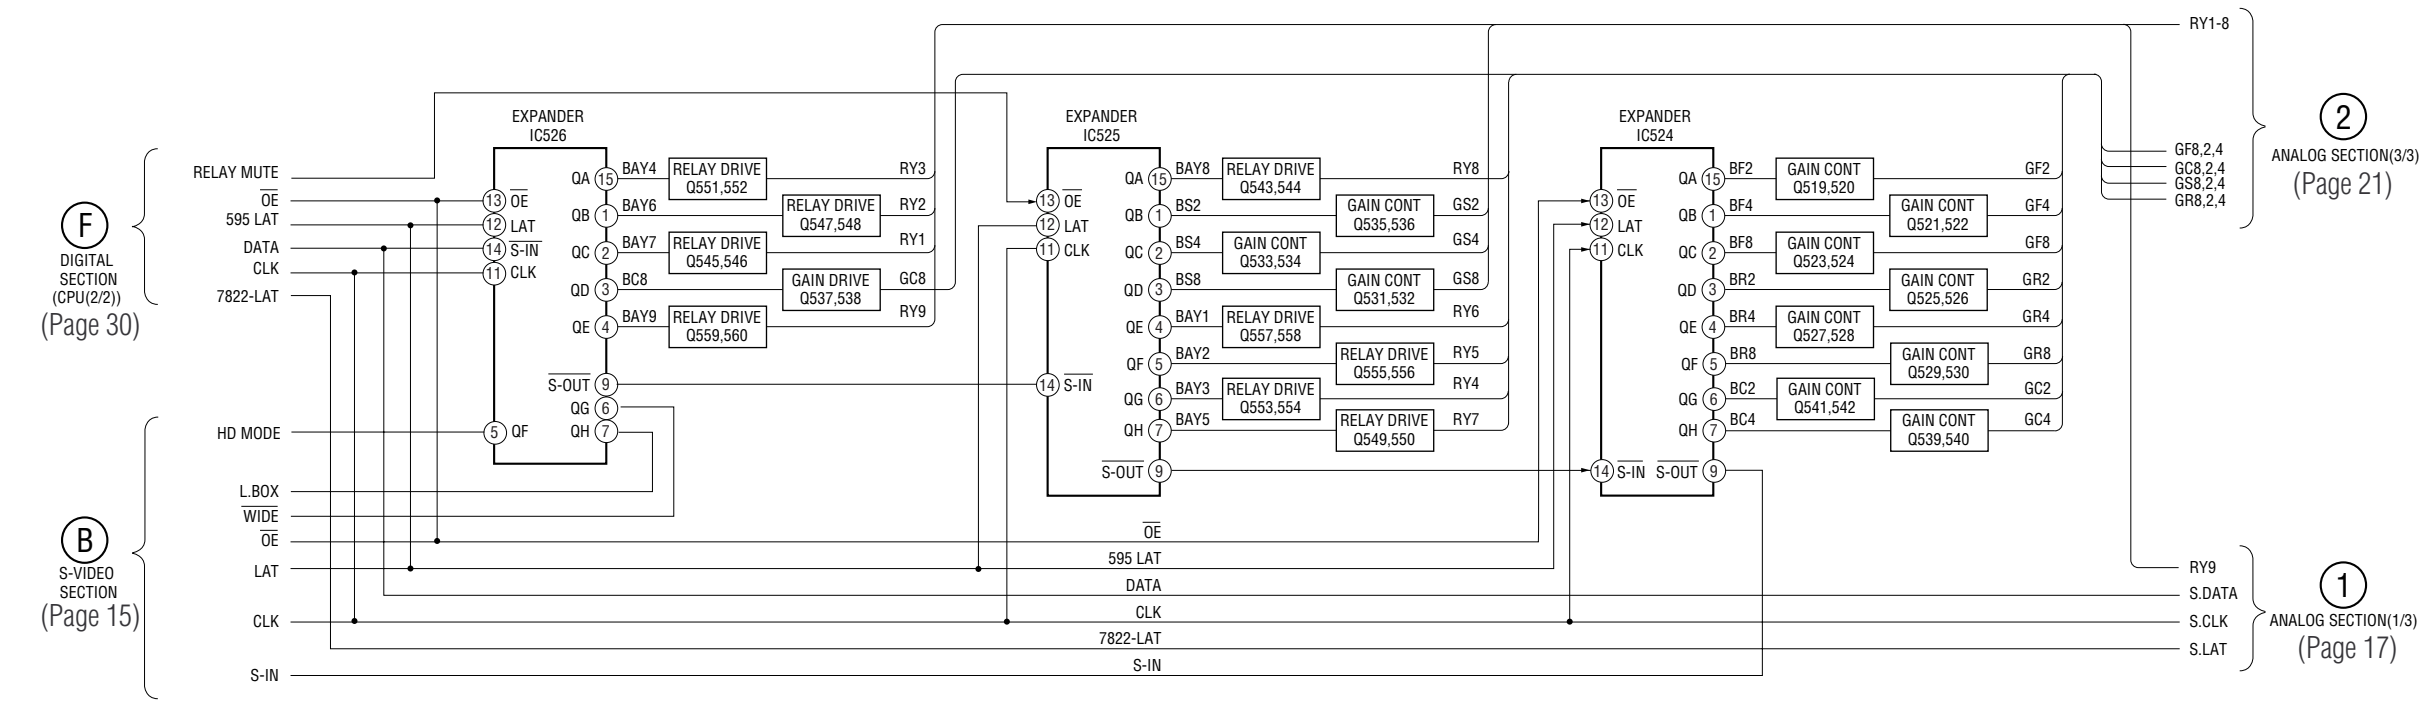 F
DIGITAL
SECTION
(CPU(2/2))
(Page 30)
RELAY MUTE
OE
595 LAT
DATA
CLK
7822-LAT
B
S-VIDEO
SECTION
(Page 15)
HD MODE
L.BOX
WIDE
OE
LAT
CLK
S-IN
EXPANDER
IC526
13 OE
12 LAT
14 S-IN
11 CLK
5 QF
QA 15 BAY4 RELAY DRIVE Q551,552 RY3
QB 1 BAY6 RELAY DRIVE Q547,548 RY2
QC 2 BAY7 RELAY DRIVE Q545,546 RY1
QD 3 BC8 GAIN DRIVE Q537,538 GC8
QE 4 BAY9 RELAY DRIVE Q559,560 RY9
S-OUT 9
QG 6
QH 7
EXPANDER
IC525
13 OE
12 LAT
11 CLK
14 S-IN
QA 15 BAY8 RELAY DRIVE Q543,544 RY8
QB 1 BS2 GAIN CONT Q535,536 GS2
QC 2 BS4 GAIN CONT Q533,534 GS4
QD 3 BS8 GAIN CONT Q531,532 GS8
QE 4 BAY1 RELAY DRIVE Q557,558 RY6
QF 5 BAY2 RELAY DRIVE Q555,556 RY5
QG 6 BAY3 RELAY DRIVE Q553,554 RY4
QH 7 BAY5 RELAY DRIVE Q549,550 RY7
S-OUT 9
EXPANDER
IC524
13 OE
12 LAT
11 CLK
14 S-IN
QA 15 BF2 GAIN CONT Q519,520 GF2
QB 1 BF4 GAIN CONT Q521,522 GF4
QC 2 BF8 GAIN CONT Q523,524 GF8
QD 3 BR2 GAIN CONT Q525,526 GR2
QE 4 BR4 GAIN CONT Q527,528 GR4
QF 5 BR8 GAIN CONT Q529,530 GR8
QG 6 BC2 GAIN CONT Q541,542 GC2
QH 7 BC4 GAIN CONT Q539,540 GC4
S-OUT 9
OE
595 LAT
DATA
CLK
7822-LAT
S-IN
RY1-8
GF8,2,4
GC8,2,4
GS8,2,4
GR8,2,4
2
ANALOG SECTION(3/3)
(Page 21)
RY9
S.DATA
S.CLK
S.LAT
1
ANALOG SECTION(1/3)
(Page 17)